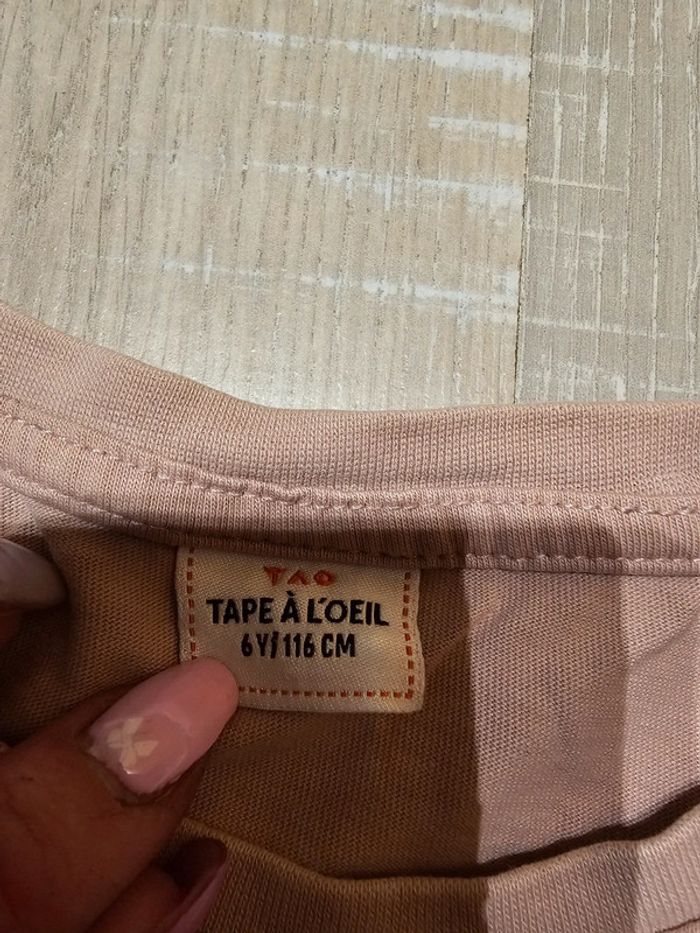 TAO
TAPE À L'OEIL
6Y/116 CM